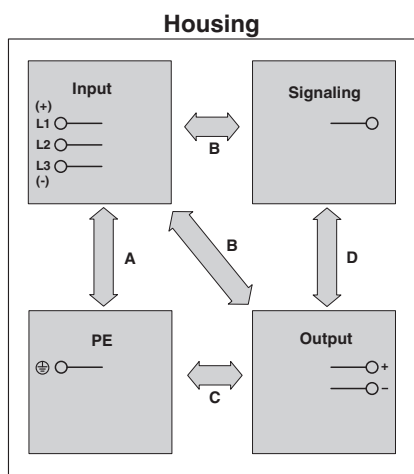 Housing
Input
(+)
L1
L2
L3
(-)
B
Signaling
A
B
D
PE
C
Output
+
–